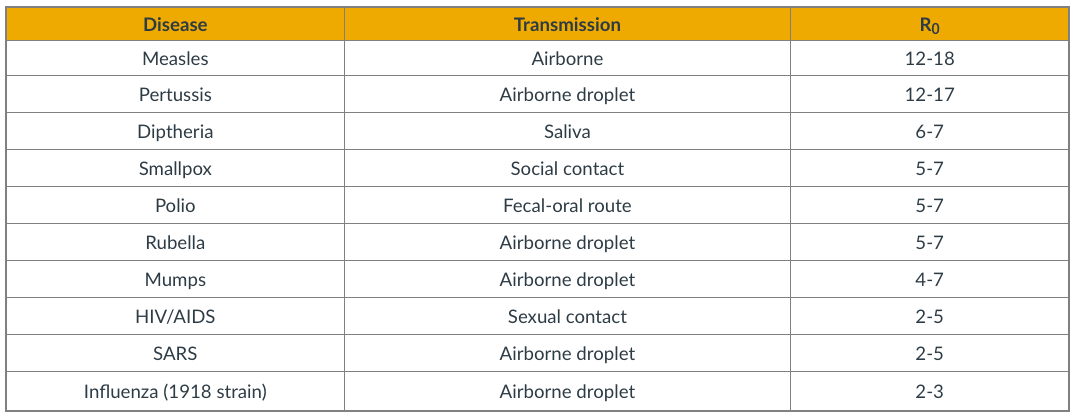 Disease Transmission R0
Measles Airborne 12-18
Pertussis Airborne droplet 12-17
Diptheria Saliva 6-7
Smallpox Social contact 5-7
Polio Fecal-oral route 5-7
Rubella Airborne droplet 5-7
Mumps Airborne droplet 4-7
HIV/AIDS Sexual contact 2-5
SARS Airborne droplet 2-5
Influenza (1918 strain) Airborne droplet 2-3